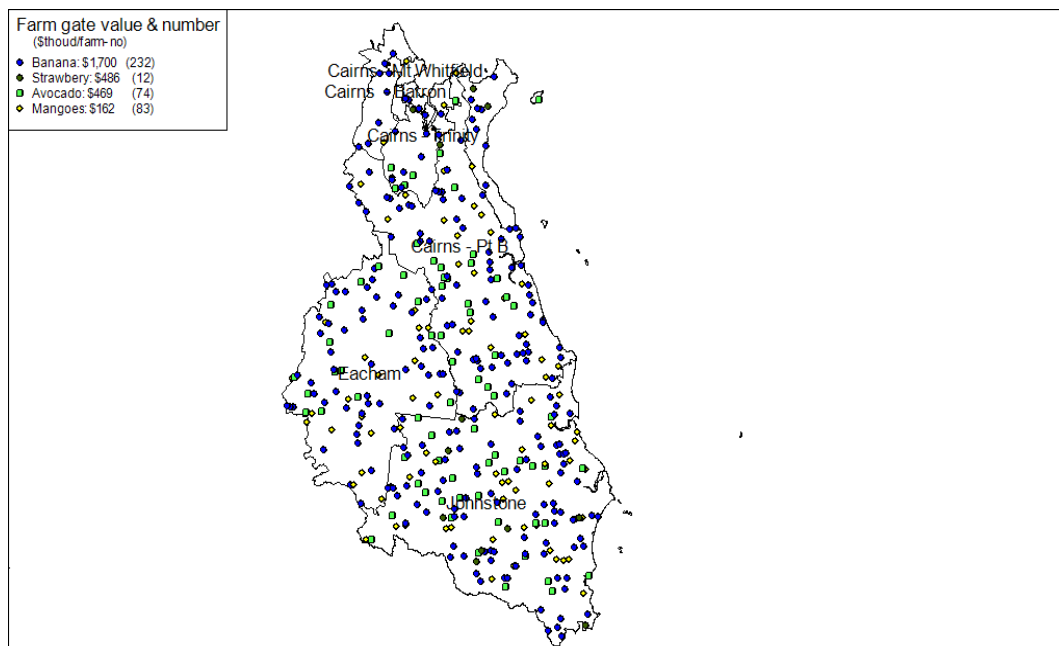 Farm gate value & number
($thoud/farm-no)
Banana: $1,700 (232)
Strawbery: $486 (12)
Avocado: $469 (74)
Mangoes: $162 (83)
Cairns - Mt Whitfield
Cairns - Barron
Cairns - Trinity
Cairns - Pt B
Eacham
Johnstone